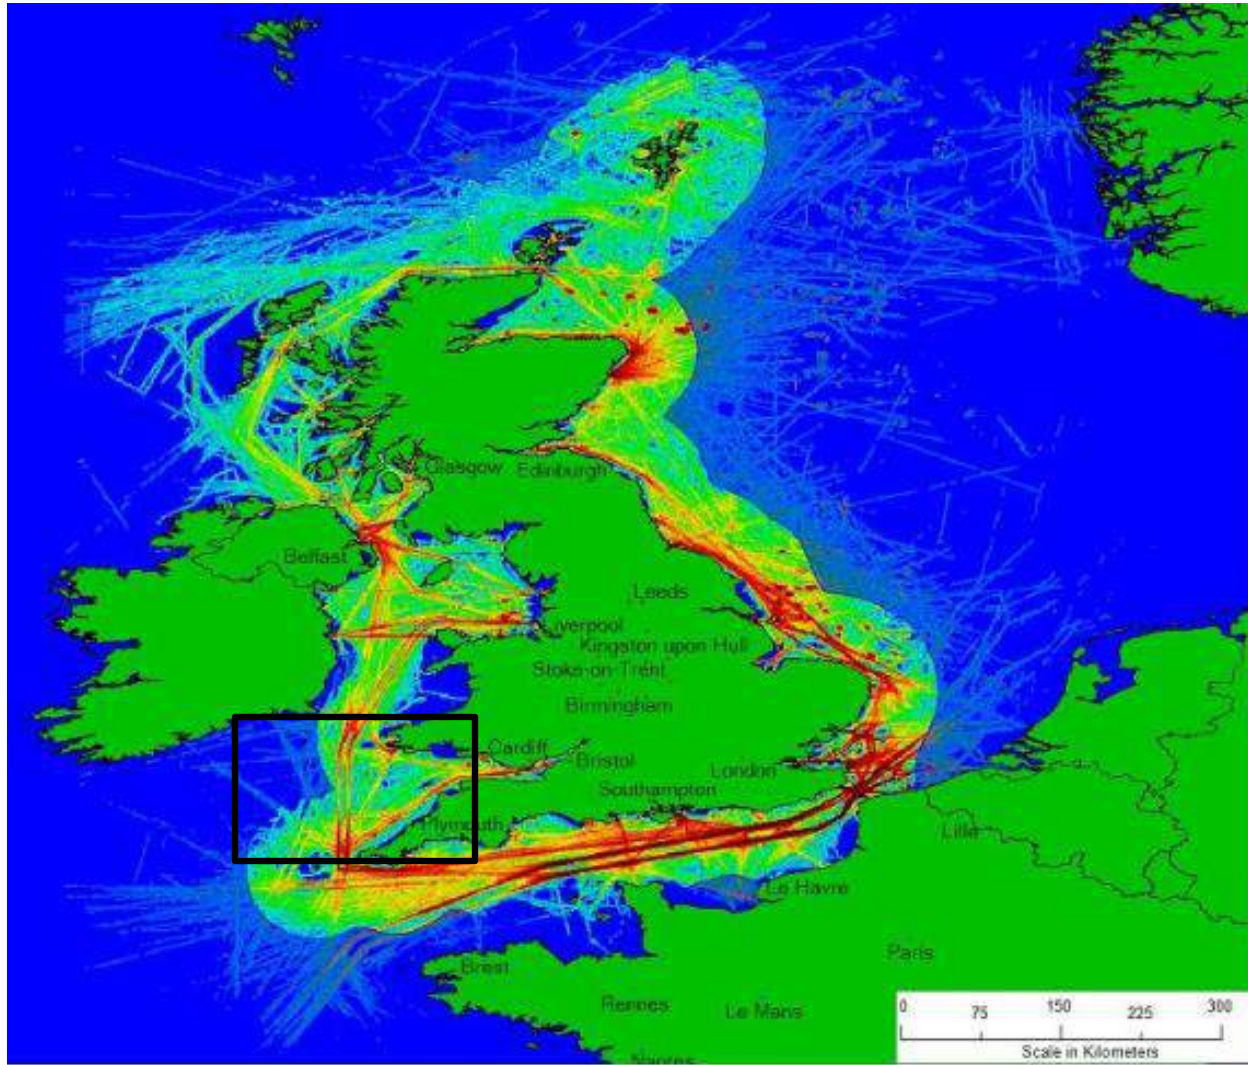 Glasgow
Edinburgh
Belfast
Leeds
Liverpool
Kingston upon Hull
Stoke-on-Trent
Birmingham
Cardiff
Bristol
London
Southampton
Plymouth
Lille
Le Havre
Paris
Brest
Rennes
Le Mans
Nantes
0 75 150 225 300
Scale in Kilometers